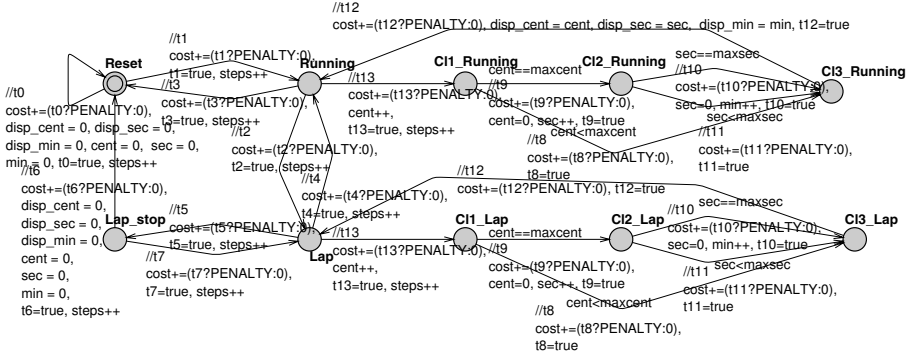 //t12
cost+=(t12?PENALTY:0), disp_cent = cent, disp_sec = sec, disp_min = min, t12=true
//t1
cost+=(t1?PENALTY:0),
t1=true, steps++
Reset
Running
CI1_Running
CI2_Running
CI3_Running
sec==maxsec
//t10
cost+=(t10?PENALTY:0),
sec=0, min++, t10=true
sec<maxsec
//t11
cost+=(t11?PENALTY:0),
t11=true
//t13
cost+=(t13?PENALTY:0),
cent++,
t13=true, steps++
cent==maxcent
//t9
cost+=(t9?PENALTY:0),
cent=0, sec++, t9=true
cent<maxcent
//t8
cost+=(t8?PENALTY:0),
t8=true
//t0
cost+=(t0?PENALTY:0),
disp_cent = 0, disp_sec = 0,
disp_min = 0, cent = 0, sec = 0,
min = 0, t0=true, steps++
//t3
cost+=(t3?PENALTY:0),
t3=true, steps++
//t2
cost+=(t2?PENALTY:0),
t2=true, steps++
//t4
cost+=(t4?PENALTY:0),
t4=true, steps++
//t12
cost+=(t12?PENALTY:0), t12=true
//t6
cost+=(t6?PENALTY:0),
disp_cent = 0,
disp_sec = 0,
disp_min = 0,
cent = 0,
sec = 0,
min = 0,
t6=true, steps++
Lap_stop
//t5
cost+=(t5?PENALTY:0),
t5=true, steps++
//t7
cost+=(t7?PENALTY:0),
t7=true, steps++
Lap
//t13
cost+=(t13?PENALTY:0),
cent++,
t13=true, steps++
CI1_Lap
cent==maxcent
//t9
cost+=(t9?PENALTY:0),
cent=0, sec++, t9=true
cent<maxcent
//t8
cost+=(t8?PENALTY:0),
t8=true
CI2_Lap
sec==maxsec
//t10
cost+=(t10?PENALTY:0),
sec=0, min++, t10=true
sec<maxsec
//t11
cost+=(t11?PENALTY:0),
t11=true
CI3_Lap